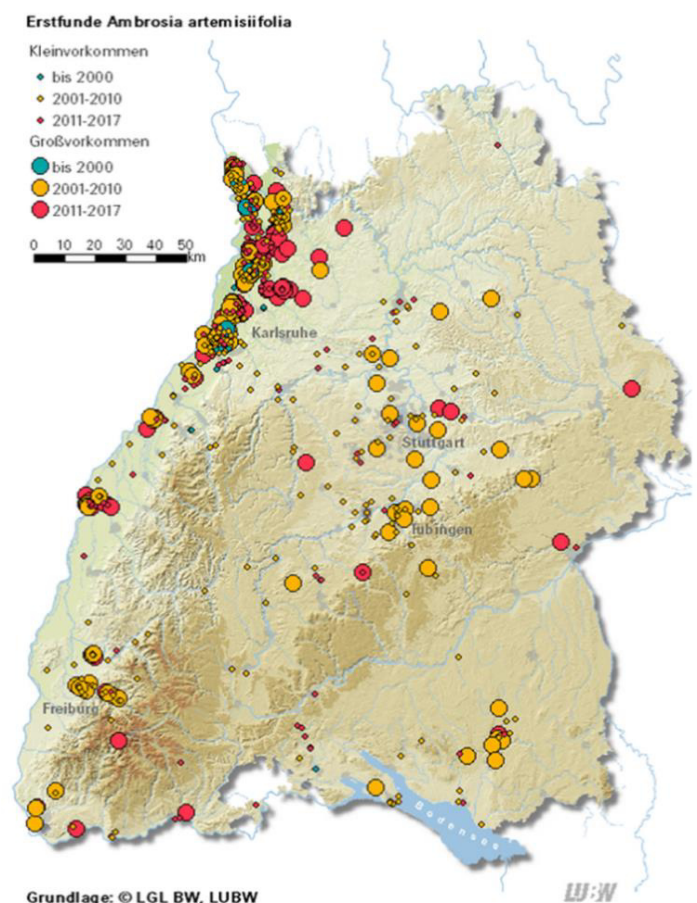 Erstfunde Ambrosia artemisiifolia
Kleinvorkommen
bis 2000
2001-2010
2011-2017
Großvorkommen
bis 2000
2001-2010
2011-2017
0 10 20 30 40 50
km
Karlsruhe
Stuttgart
Tübingen
Freiburg
Bodensee
Grundlage: © LGL BW, LUBW
LUBW